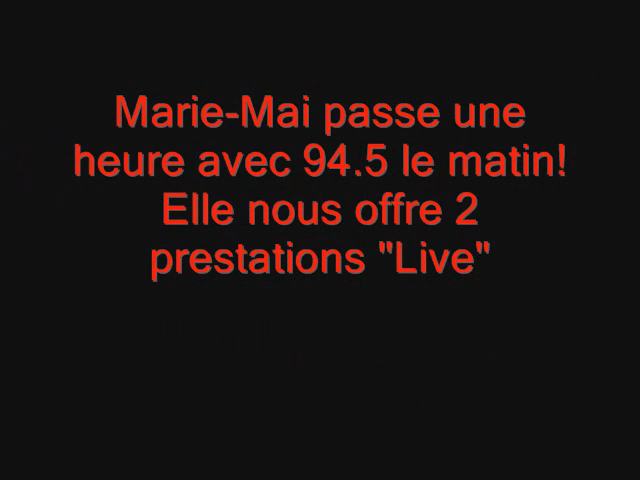 Marie-Mai passe une
heure avec 94.5 le matin!
Elle nous offre 2
prestations "Live"